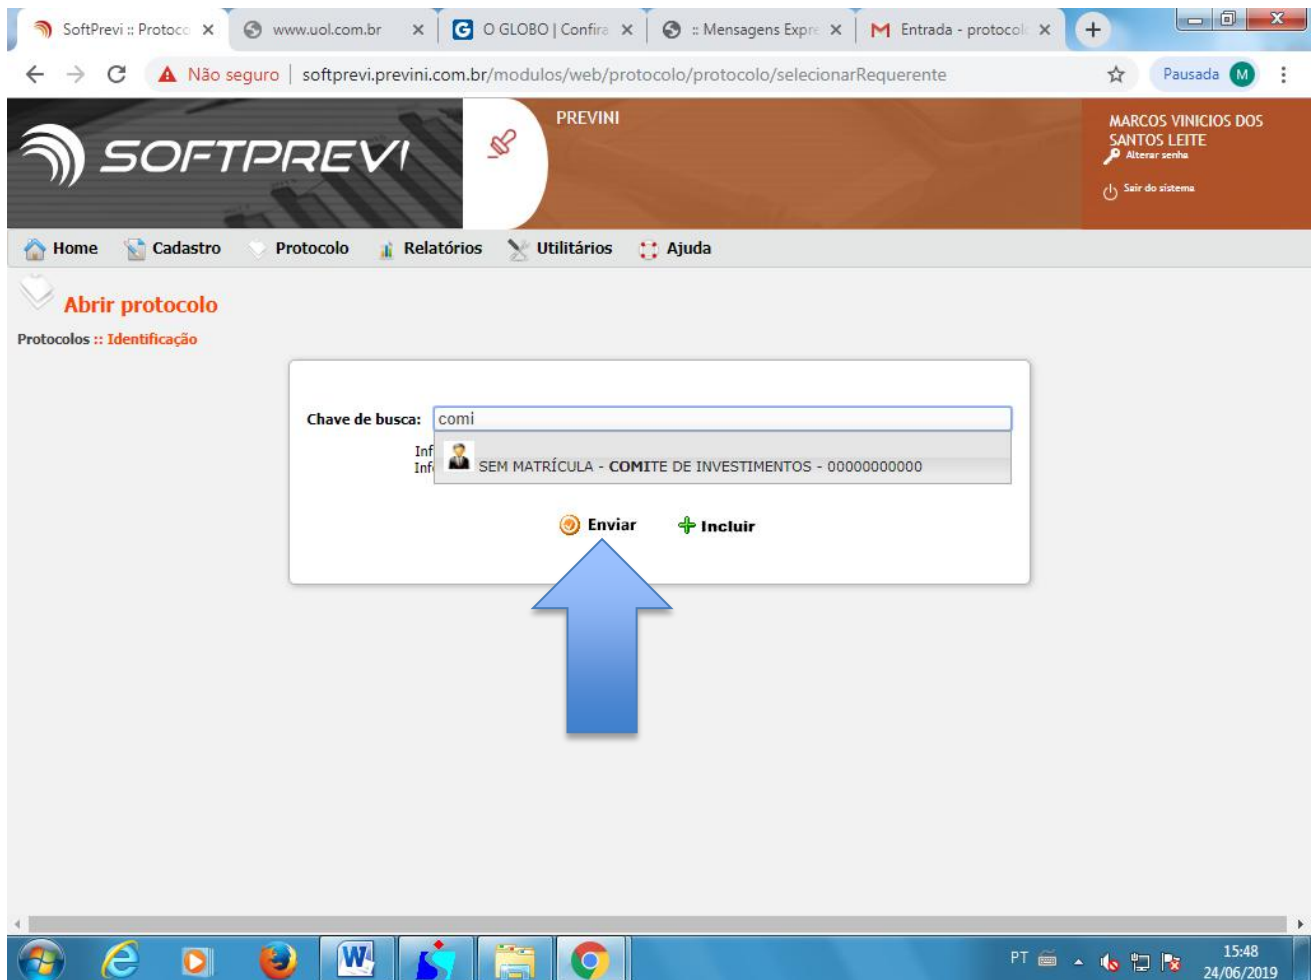 SoftPrevi :: Protoco
www.uol.com.br
O GLOBO | Confira
:: Mensagens Expre
Entrada - protocol
Não seguro | softprevi.previni.com.br/modulos/web/protocolo/protocolo/selecionarRequerente
Pausada M
SOFTPREVI
PREVINI
MARCOS VINICIOS DOS
SANTOS LEITE
Alterar senha
Sair do sistema
Home Cadastro Protocolo Relatórios Utilitários Ajuda
Abrir protocolo
Protocolos :: Identificação
Chave de busca: comi
Inf
Inf
SEM MATRÍCULA - COMITE DE INVESTIMENTOS - 00000000000
Enviar Incluir
PT
15:48
24/06/2019